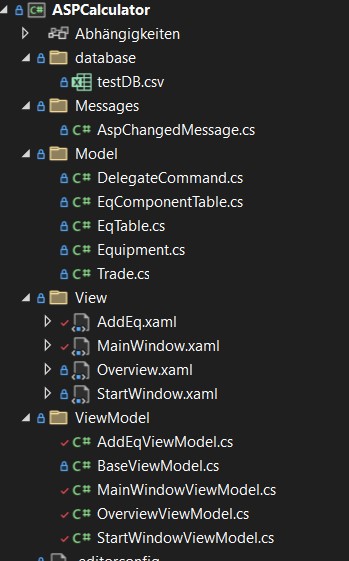 ASPCalculator
Abhängigkeiten
database
testDB.csv
Messages
C# AspChangedMessage.cs
Model
C# DelegateCommand.cs
C# EqComponentTable.cs
C# EqTable.cs
C# Equipment.cs
C# Trade.cs
View
AddEq.xaml
MainWindow.xaml
Overview.xaml
StartWindow.xaml
ViewModel
C# AddEqViewModel.cs
C# BaseViewModel.cs
C# MainWindowViewModel.cs
C# OverviewViewModel.cs
C# StartWindowViewModel.cs
.editorconfig